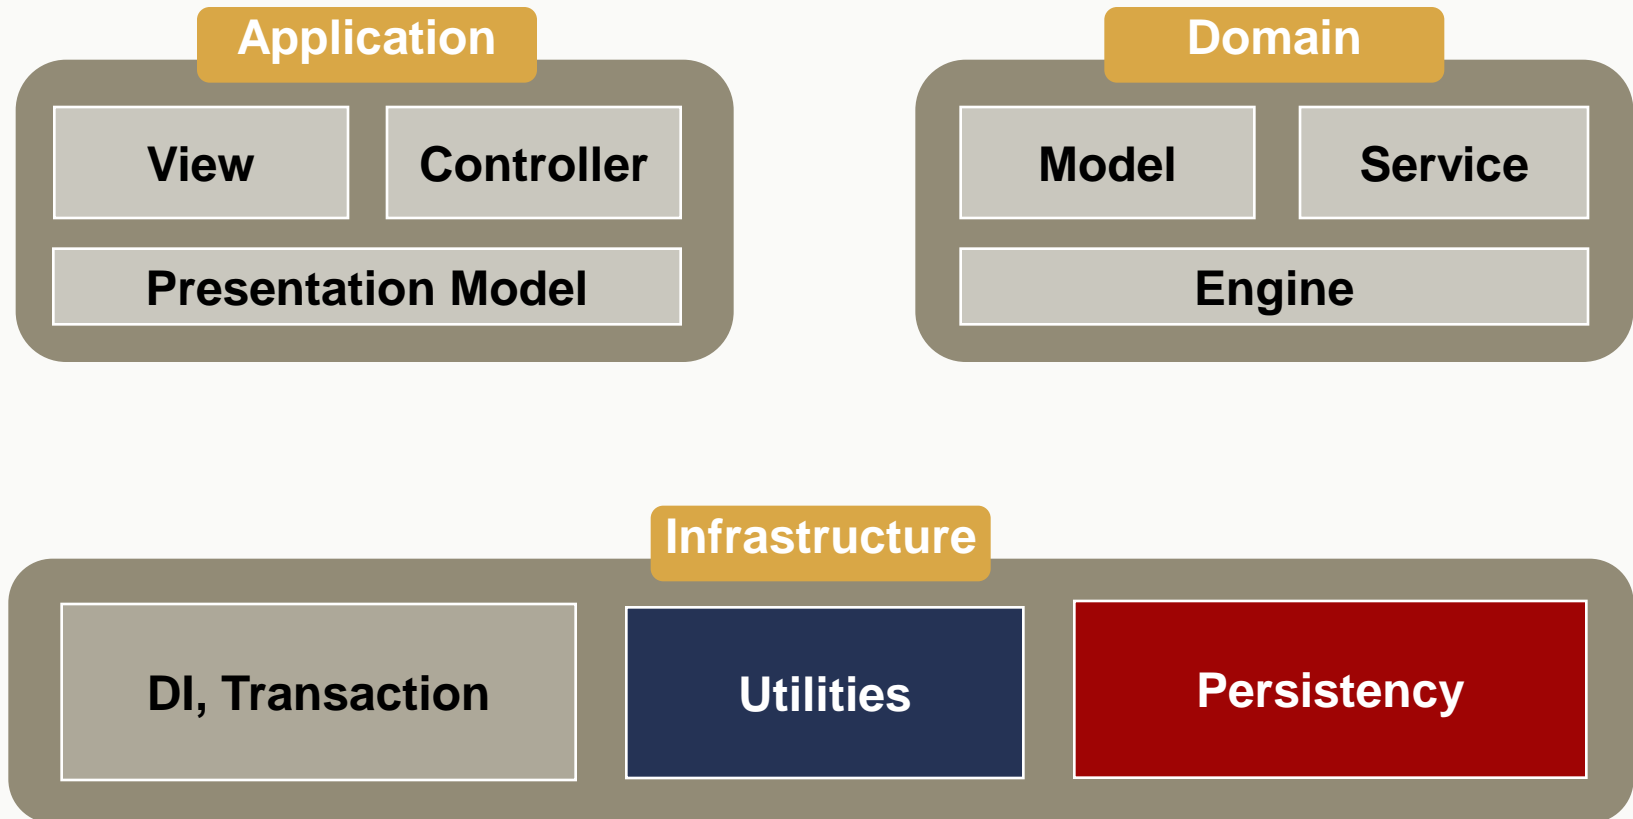 Application
View
Controller
Presentation Model
Domain
Model
Service
Engine
Infrastructure
DI, Transaction
Utilities
Persistency